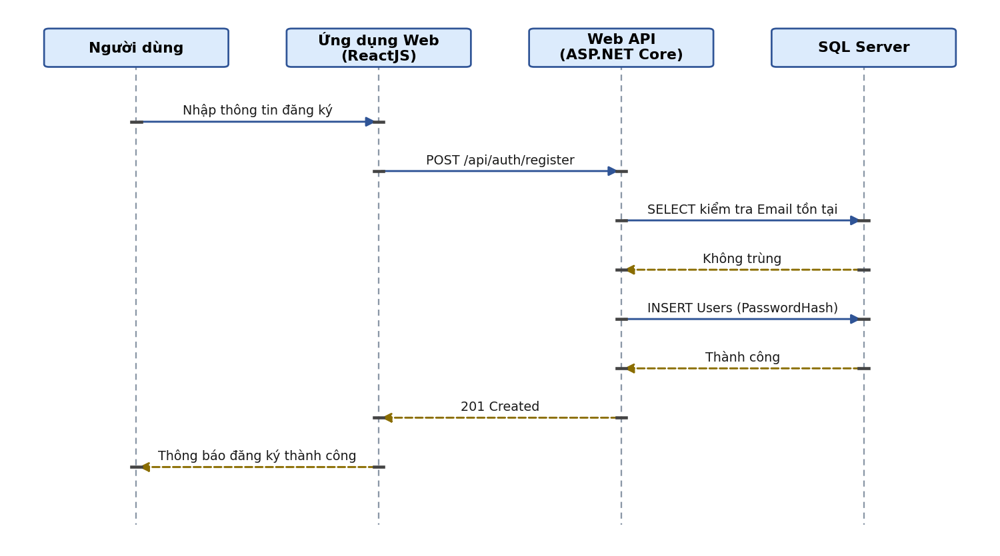 Người dùng
Ứng dụng Web
(ReactJS)
Web API
(ASP.NET Core)
SQL Server
Nhập thông tin đăng ký
POST /api/auth/register
SELECT kiểm tra Email tồn tại
Không trùng
INSERT Users (PasswordHash)
Thành công
201 Created
Thông báo đăng ký thành công